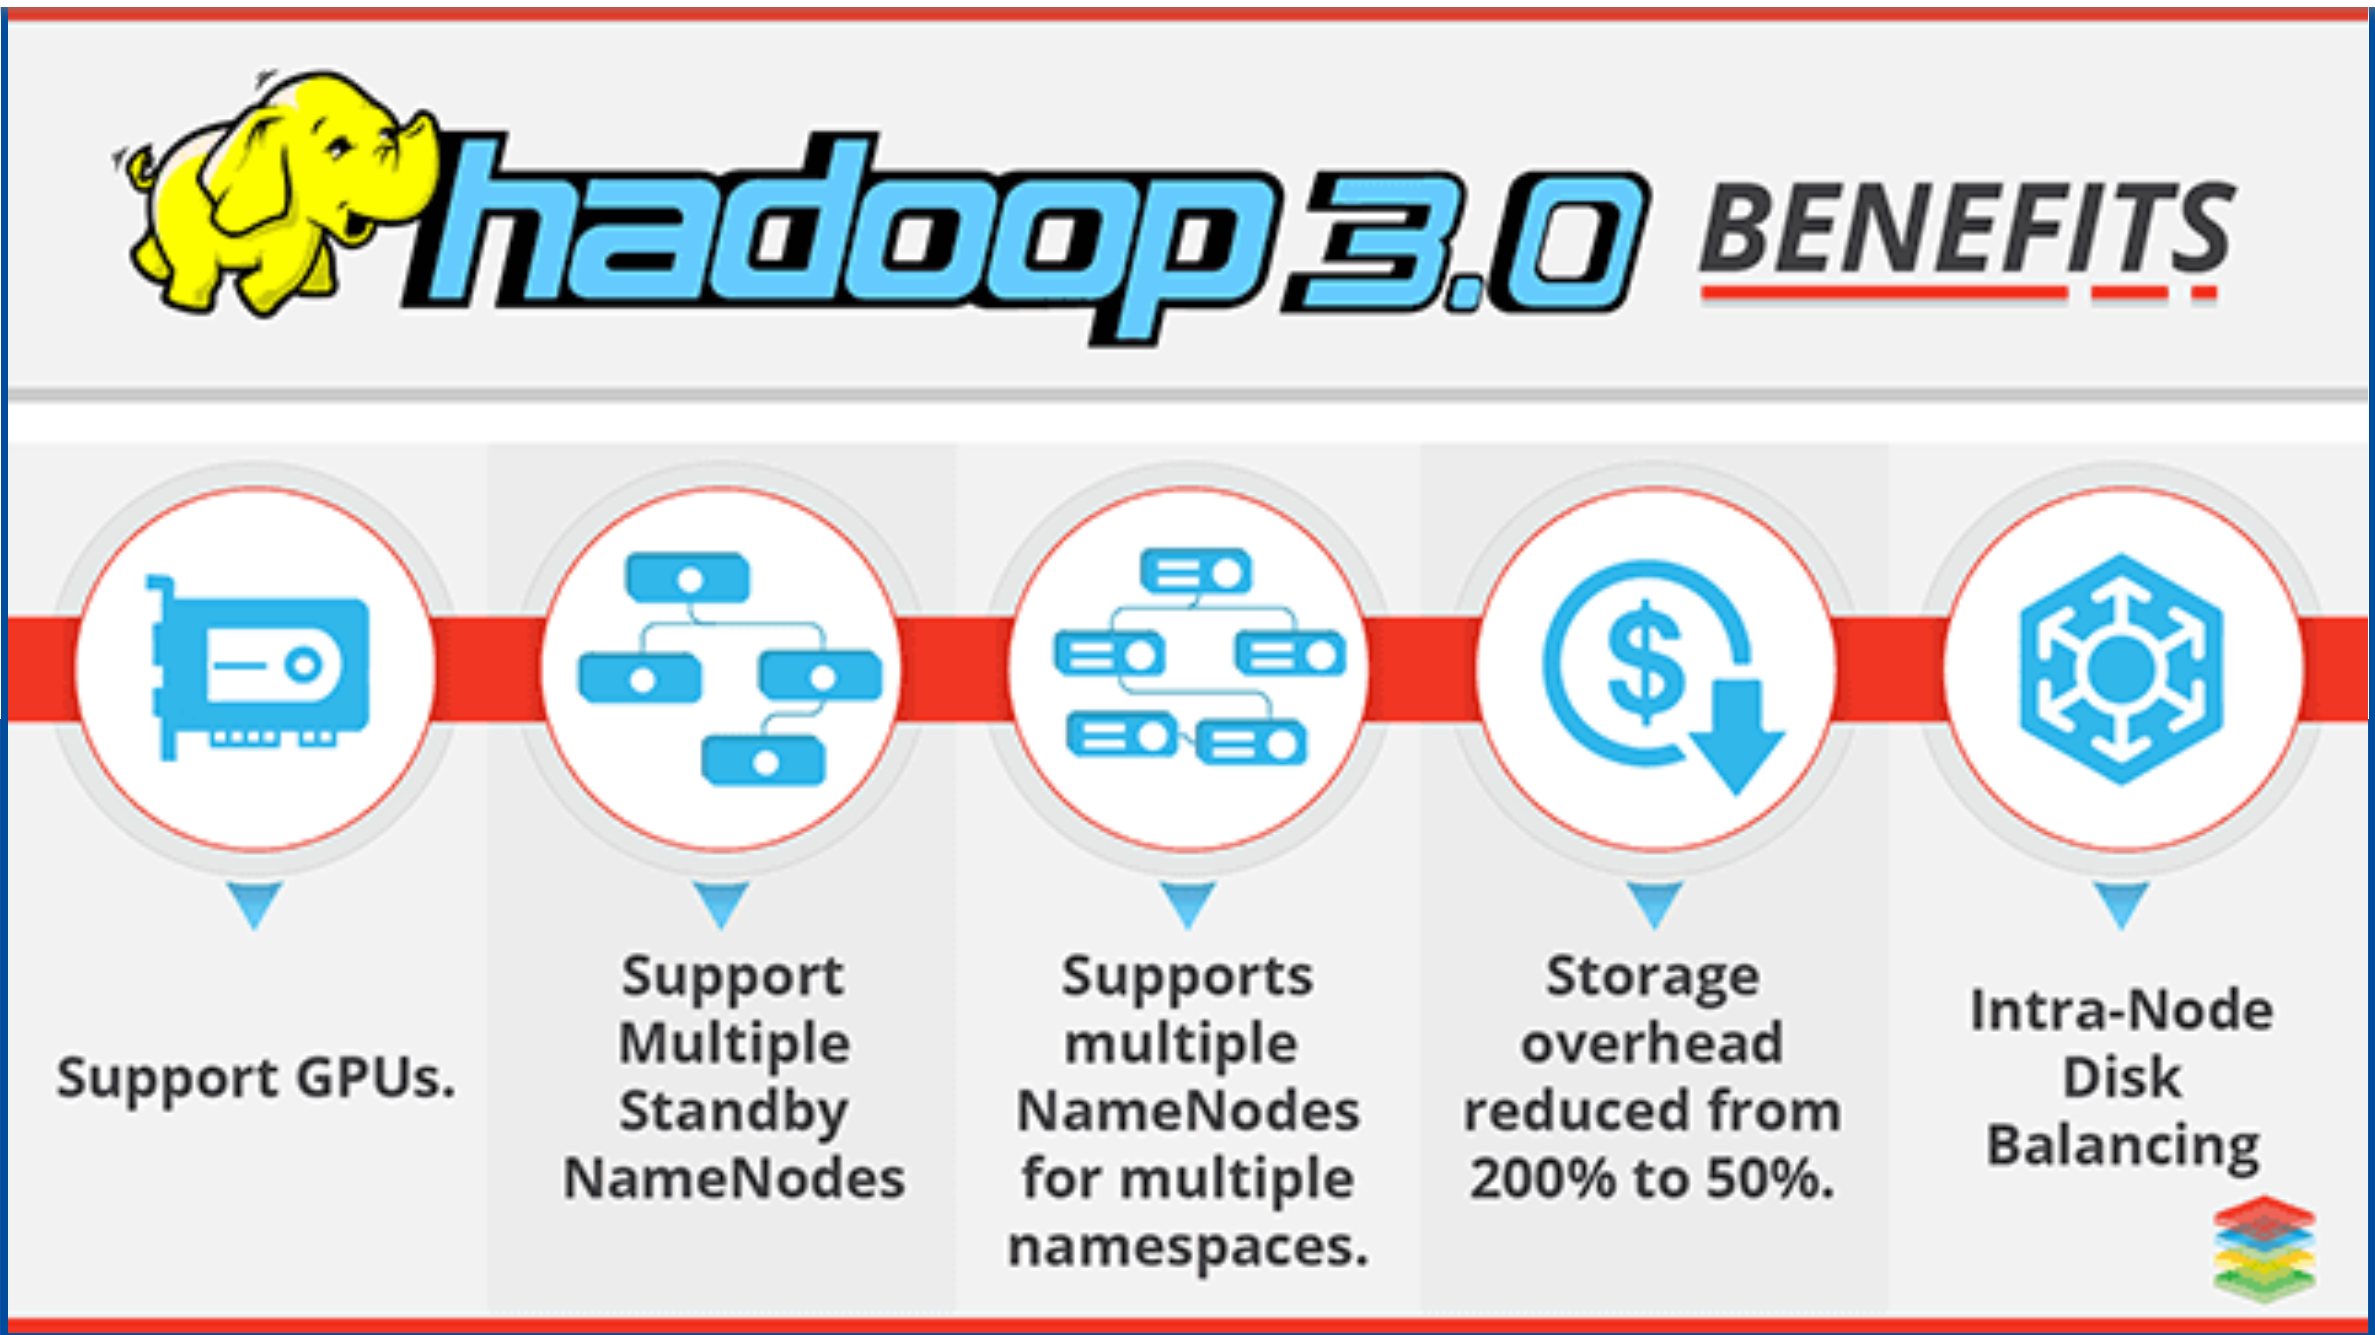 hadoop 3.0 BENEFITS
Support GPUs.
Support
Multiple
Standby
NameNodes
Supports
multiple
NameNodes
for multiple
namespaces.
Storage
overhead
reduced from
200% to 50%.
Intra-Node
Disk
Balancing
$